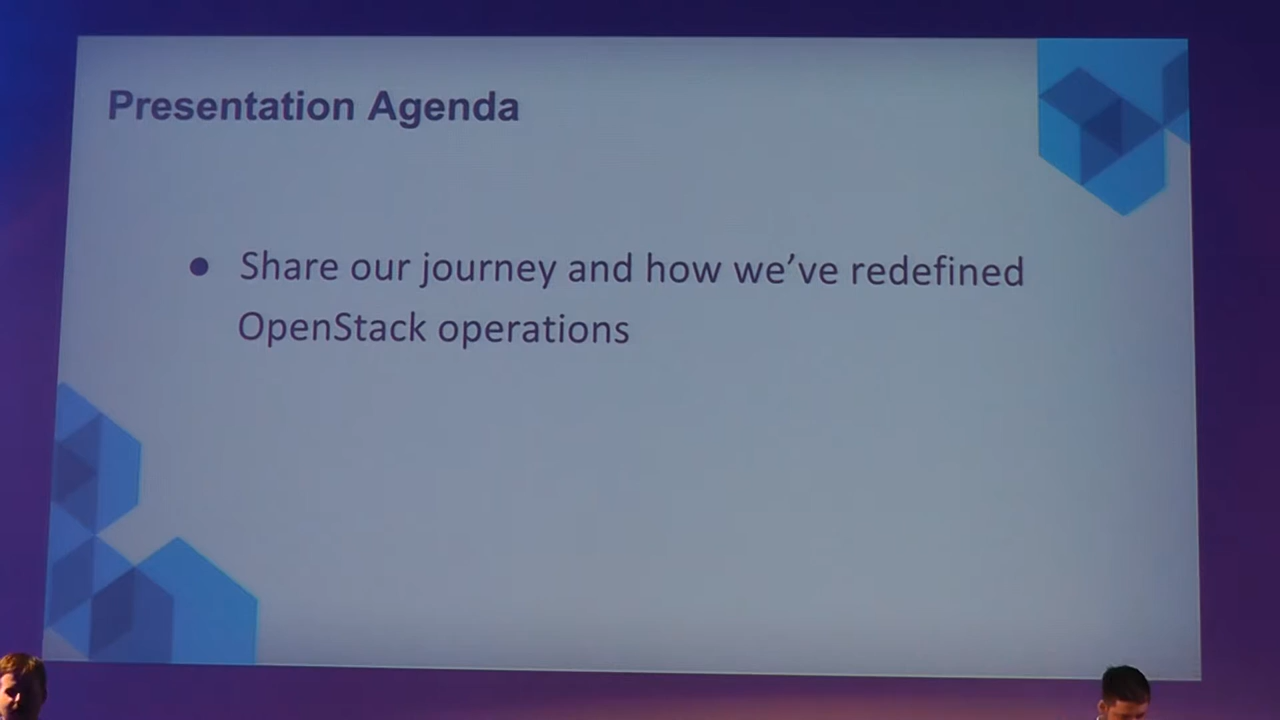 Presentation Agenda
● Share our journey and how we’ve redefined
OpenStack operations